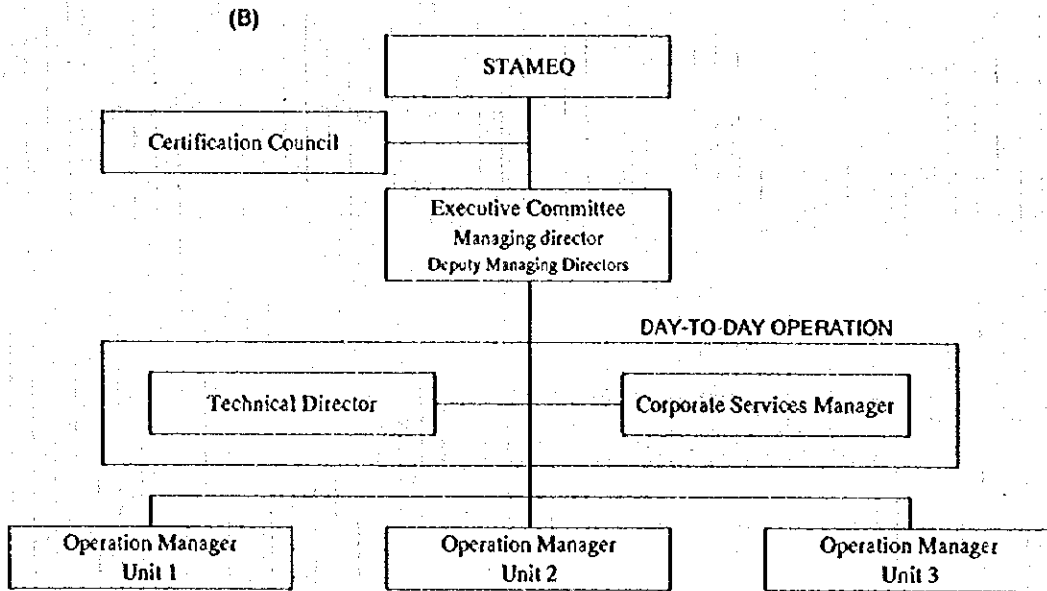 (B)
STAMEQ
Certification Council
Executive Committee
Managing director
Deputy Managing Directors
DAY-TO-DAY OPERATION
Technical Director
Corporate Services Manager
Operation Manager
Unit 1
Operation Manager
Unit 2
Operation Manager
Unit 3